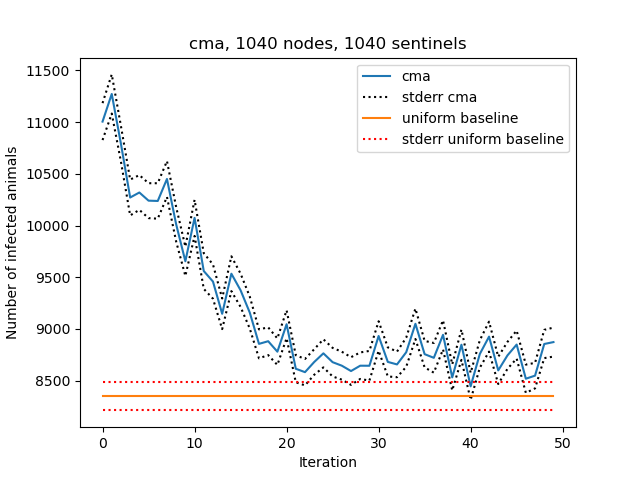 cma, 1040 nodes, 1040 sentinels
11500
11000
10500
10000
9500
9000
8500
Number of infected animals
cma
stderr cma
uniform baseline
stderr uniform baseline
0 10 20 30 40 50
Iteration